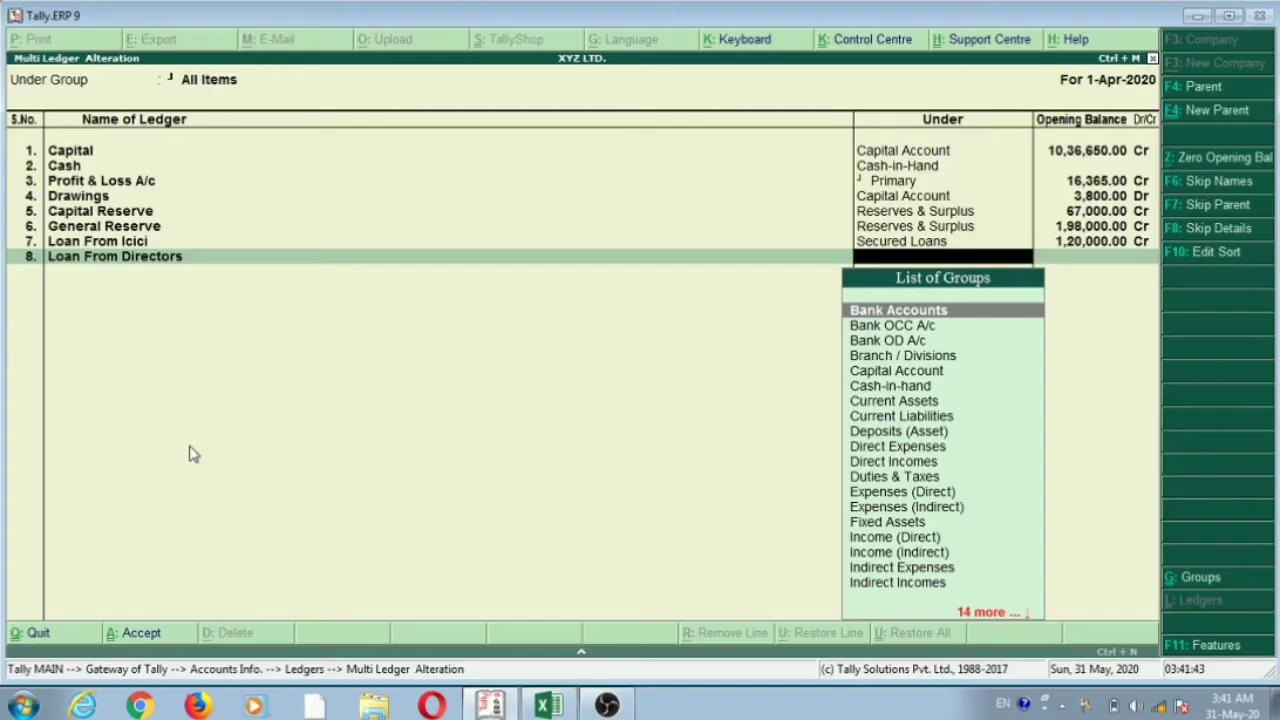 Tally.ERP 9
P: Print E: Export M: E-Mail O: Upload S: TallyShop G: Language K: Keyboard K: Control Centre H: Support Centre H: Help
Multi Ledger Alteration XYZ LTD. Ctrl + M
Under Group : ┘ All Items For 1-Apr-2020
S.No. Name of Ledger Under Opening Balance Dr/Cr
1. Capital Capital Account 10,36,650.00 Cr
2. Cash Cash-in-Hand
3. Profit & Loss A/c ┘ Primary 16,365.00 Cr
4. Drawings Capital Account 3,800.00 Dr
5. Capital Reserve Reserves & Surplus 67,000.00 Cr
6. General Reserve Reserves & Surplus 1,98,000.00 Cr
7. Loan From Icici Secured Loans 1,20,000.00 Cr
8. Loan From Directors
List of Groups
Bank Accounts
Bank OCC A/c
Bank OD A/c
Branch / Divisions
Capital Account
Cash-in-hand
Current Assets
Current Liabilities
Deposits (Asset)
Direct Expenses
Direct Incomes
Duties & Taxes
Expenses (Direct)
Expenses (Indirect)
Fixed Assets
Income (Direct)
Income (Indirect)
Indirect Expenses
Indirect Incomes
14 more ... ↓
F3: Company
F3: New Company
F4: Parent
F4: New Parent
Z: Zero Opening Bal
F6: Skip Names
F7: Skip Parent
F8: Skip Details
F10: Edit Sort
G: Groups
L: Ledgers
F11: Features
Q: Quit A: Accept D: Delete R: Remove Line U: Restore Line U: Restore All
Ctrl + N
Tally MAIN --> Gateway of Tally --> Accounts Info. --> Ledgers --> Multi Ledger Alteration (c) Tally Solutions Pvt. Ltd., 1988-2017 Sun, 31 May, 2020 03:41:43
EN 3:41 AM
31-May-20